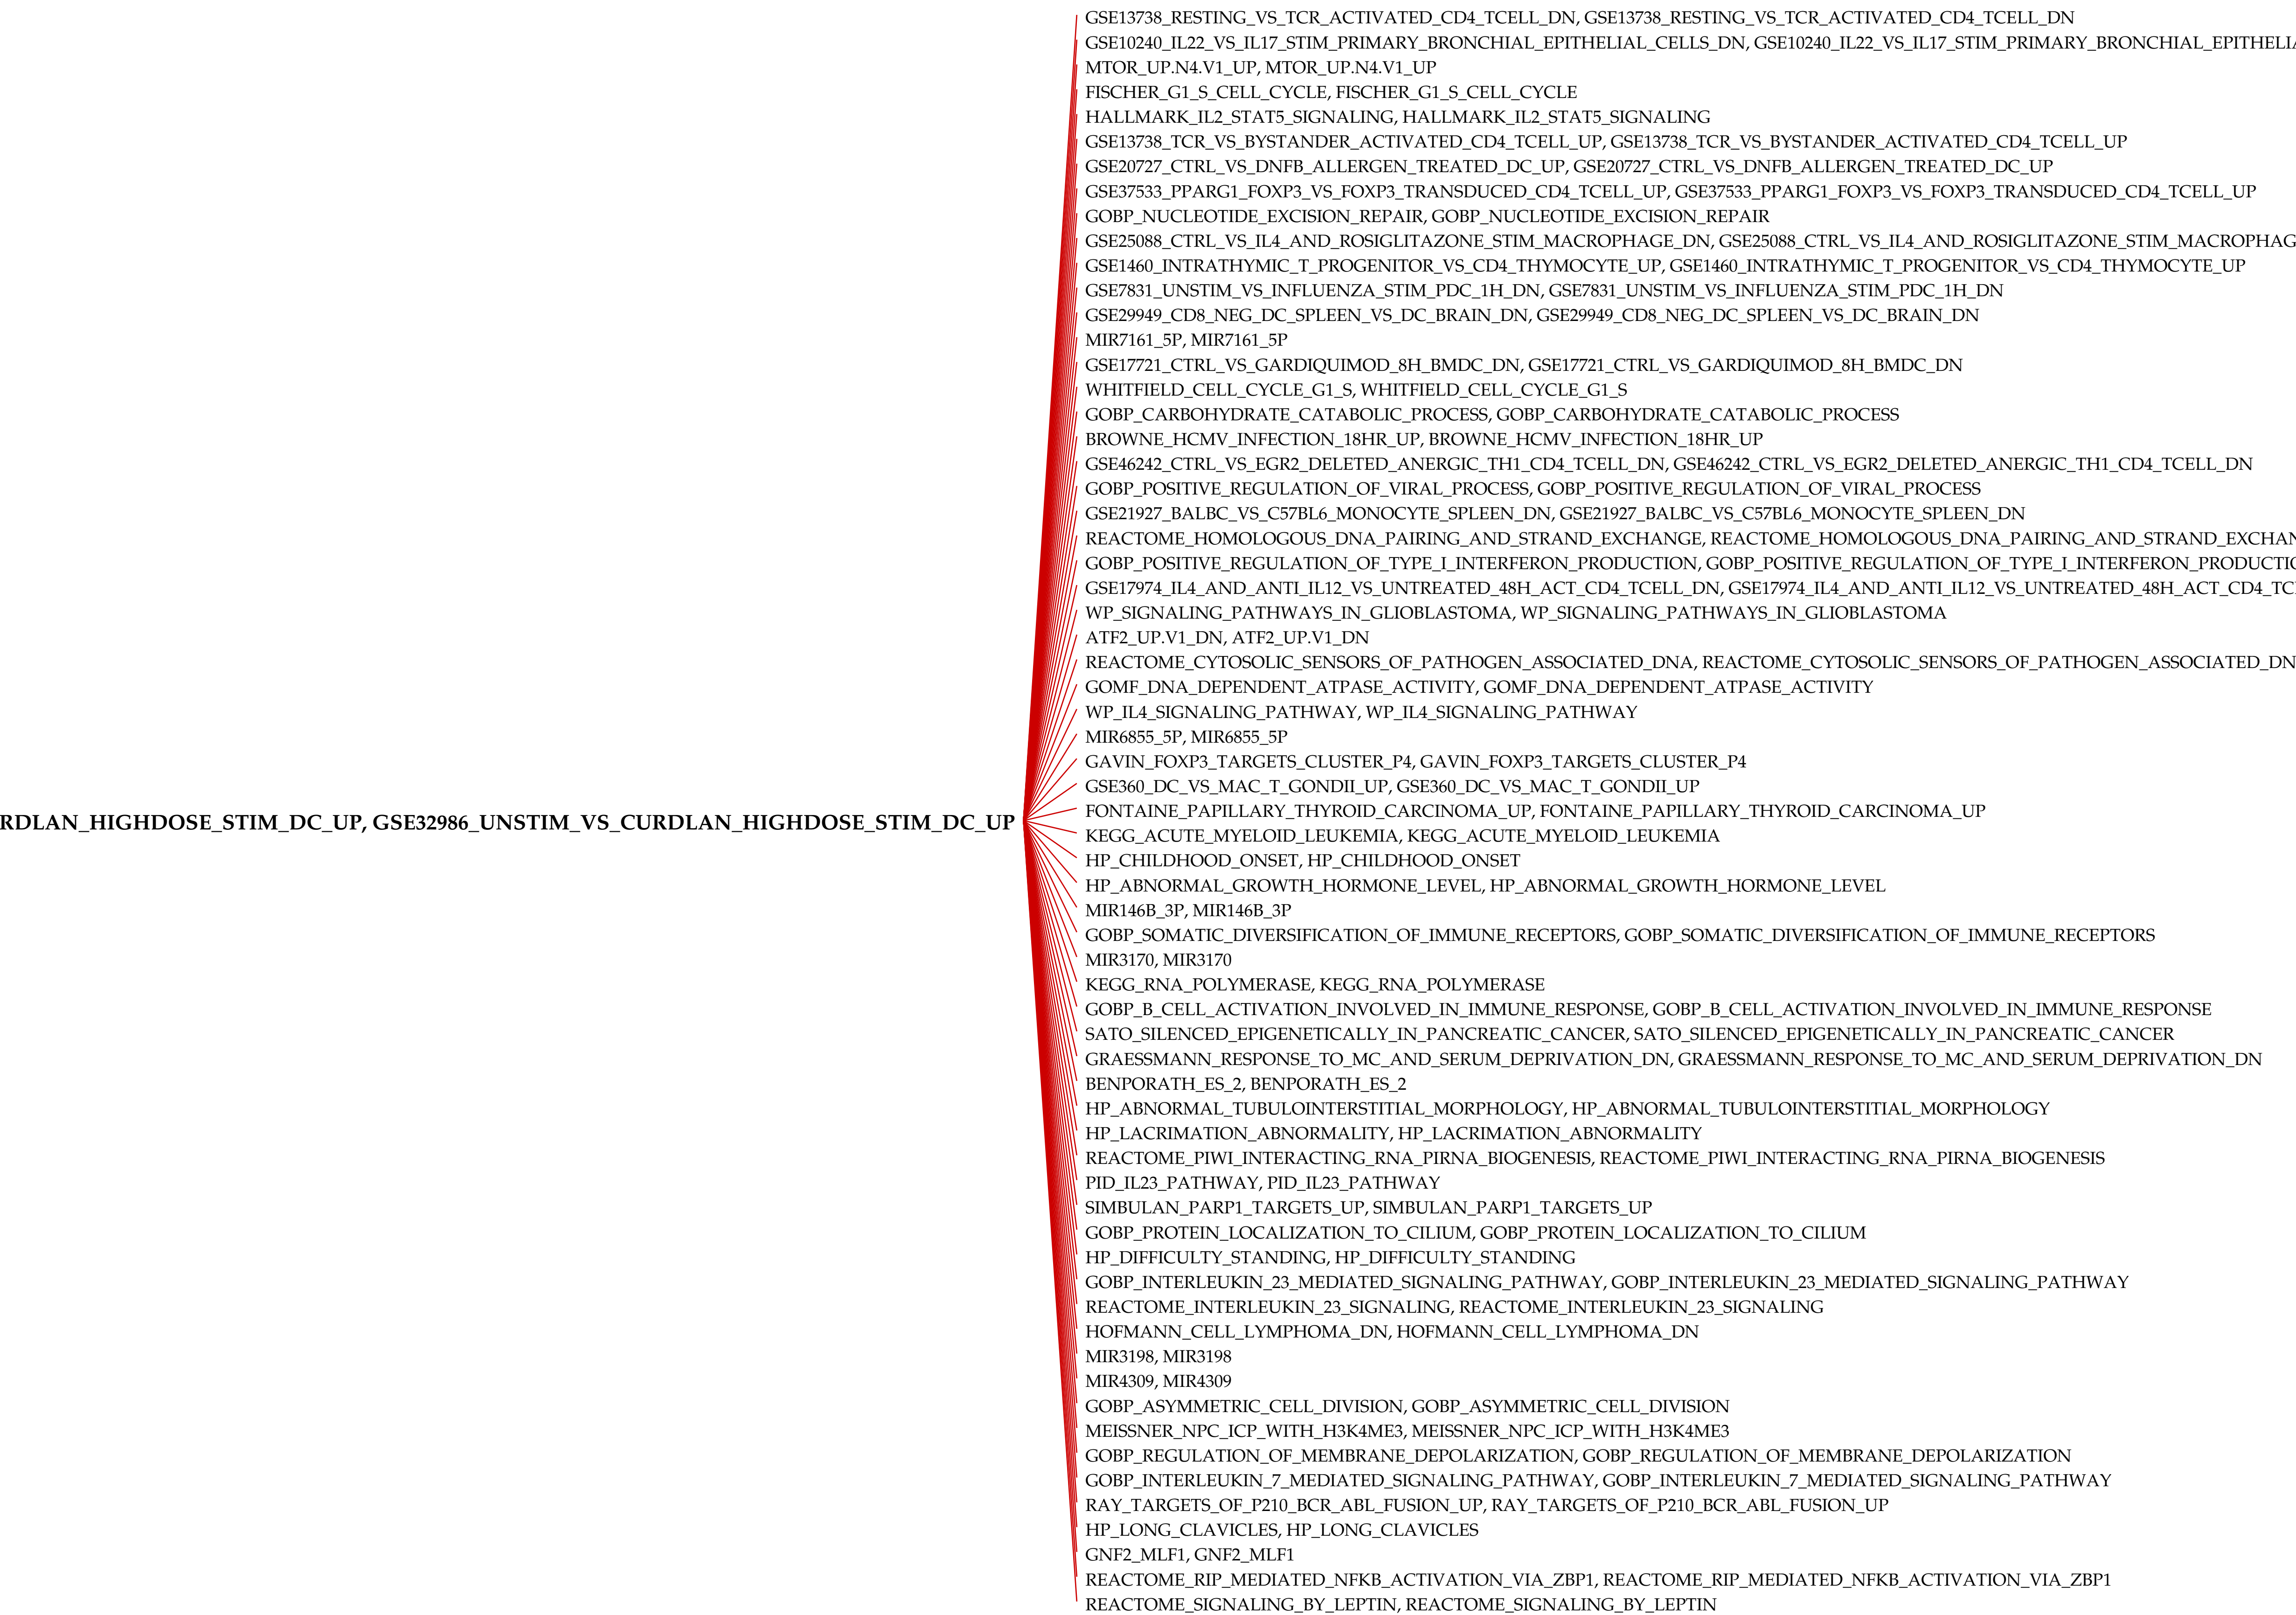 GSE13738_RESTING_VS_TCR_ACTIVATED_CD4_TCELL_DN, GSE13738_RESTING_VS_TCR_ACTIVATED_CD4_TCELL_DN
GSE10240_IL22_VS_IL17_STIM_PRIMARY_BRONCHIAL_EPITHELIAL_CELLS_DN, GSE10240_IL22_VS_IL17_STIM_PRIMARY_BRONCHIAL_EPITHELI
MTOR_UP.N4.V1_UP, MTOR_UP.N4.V1_UP
FISCHER_G1_S_CELL_CYCLE, FISCHER_G1_S_CELL_CYCLE
HALLMARK_IL2_STAT5_SIGNALING, HALLMARK_IL2_STAT5_SIGNALING
GSE13738_TCR_VS_BYSTANDER_ACTIVATED_CD4_TCELL_UP, GSE13738_TCR_VS_BYSTANDER_ACTIVATED_CD4_TCELL_UP
GSE20727_CTRL_VS_DNFB_ALLERGEN_TREATED_DC_UP, GSE20727_CTRL_VS_DNFB_ALLERGEN_TREATED_DC_UP
GSE37533_PPARG1_FOXP3_VS_FOXP3_TRANSDUCED_CD4_TCELL_UP, GSE37533_PPARG1_FOXP3_VS_FOXP3_TRANSDUCED_CD4_TCELL_UP
GOBP_NUCLEOTIDE_EXCISION_REPAIR, GOBP_NUCLEOTIDE_EXCISION_REPAIR
GSE25088_CTRL_VS_IL4_AND_ROSIGLITAZONE_STIM_MACROPHAGE_DN, GSE25088_CTRL_VS_IL4_AND_ROSIGLITAZONE_STIM_MACROPHAG
GSE1460_INTRATHYMIC_T_PROGENITOR_VS_CD4_THYMOCYTE_UP, GSE1460_INTRATHYMIC_T_PROGENITOR_VS_CD4_THYMOCYTE_UP
GSE7831_UNSTIM_VS_INFLUENZA_STIM_PDC_1H_DN, GSE7831_UNSTIM_VS_INFLUENZA_STIM_PDC_1H_DN
GSE29949_CD8_NEG_DC_SPLEEN_VS_DC_BRAIN_DN, GSE29949_CD8_NEG_DC_SPLEEN_VS_DC_BRAIN_DN
MIR7161_5P, MIR7161_5P
GSE17721_CTRL_VS_GARDIQUIMOD_8H_BMDC_DN, GSE17721_CTRL_VS_GARDIQUIMOD_8H_BMDC_DN
WHITFIELD_CELL_CYCLE_G1_S, WHITFIELD_CELL_CYCLE_G1_S
GOBP_CARBOHYDRATE_CATABOLIC_PROCESS, GOBP_CARBOHYDRATE_CATABOLIC_PROCESS
BROWNE_HCMV_INFECTION_18HR_UP, BROWNE_HCMV_INFECTION_18HR_UP
GSE46242_CTRL_VS_EGR2_DELETED_ANERGIC_TH1_CD4_TCELL_DN, GSE46242_CTRL_VS_EGR2_DELETED_ANERGIC_TH1_CD4_TCELL_DN
GOBP_POSITIVE_REGULATION_OF_VIRAL_PROCESS, GOBP_POSITIVE_REGULATION_OF_VIRAL_PROCESS
GSE21927_BALBC_VS_C57BL6_MONOCYTE_SPLEEN_DN, GSE21927_BALBC_VS_C57BL6_MONOCYTE_SPLEEN_DN
REACTOME_HOMOLOGOUS_DNA_PAIRING_AND_STRAND_EXCHANGE, REACTOME_HOMOLOGOUS_DNA_PAIRING_AND_STRAND_EXCHAN
GOBP_POSITIVE_REGULATION_OF_TYPE_I_INTERFERON_PRODUCTION, GOBP_POSITIVE_REGULATION_OF_TYPE_I_INTERFERON_PRODUCTIO
GSE17974_IL4_AND_ANTI_IL12_VS_UNTREATED_48H_ACT_CD4_TCELL_DN, GSE17974_IL4_AND_ANTI_IL12_VS_UNTREATED_48H_ACT_CD4_TC
WP_SIGNALING_PATHWAYS_IN_GLIOBLASTOMA, WP_SIGNALING_PATHWAYS_IN_GLIOBLASTOMA
ATF2_UP.V1_DN, ATF2_UP.V1_DN
REACTOME_CYTOSOLIC_SENSORS_OF_PATHOGEN_ASSOCIATED_DNA, REACTOME_CYTOSOLIC_SENSORS_OF_PATHOGEN_ASSOCIATED_DN
GOMF_DNA_DEPENDENT_ATPASE_ACTIVITY, GOMF_DNA_DEPENDENT_ATPASE_ACTIVITY
WP_IL4_SIGNALING_PATHWAY, WP_IL4_SIGNALING_PATHWAY
MIR6855_5P, MIR6855_5P
GAVIN_FOXP3_TARGETS_CLUSTER_P4, GAVIN_FOXP3_TARGETS_CLUSTER_P4
GSE360_DC_VS_MAC_T_GONDII_UP, GSE360_DC_VS_MAC_T_GONDII_UP
FONTAINE_PAPILLARY_THYROID_CARCINOMA_UP, FONTAINE_PAPILLARY_THYROID_CARCINOMA_UP
RDLAN_HIGHDOSE_STIM_DC_UP, GSE32986_UNSTIM_VS_CURDLAN_HIGHDOSE_STIM_DC_UP
KEGG_ACUTE_MYELOID_LEUKEMIA, KEGG_ACUTE_MYELOID_LEUKEMIA
HP_CHILDHOOD_ONSET, HP_CHILDHOOD_ONSET
HP_ABNORMAL_GROWTH_HORMONE_LEVEL, HP_ABNORMAL_GROWTH_HORMONE_LEVEL
MIR146B_3P, MIR146B_3P
GOBP_SOMATIC_DIVERSIFICATION_OF_IMMUNE_RECEPTORS, GOBP_SOMATIC_DIVERSIFICATION_OF_IMMUNE_RECEPTORS
MIR3170, MIR3170
KEGG_RNA_POLYMERASE, KEGG_RNA_POLYMERASE
GOBP_B_CELL_ACTIVATION_INVOLVED_IN_IMMUNE_RESPONSE, GOBP_B_CELL_ACTIVATION_INVOLVED_IN_IMMUNE_RESPONSE
SATO_SILENCED_EPIGENETICALLY_IN_PANCREATIC_CANCER, SATO_SILENCED_EPIGENETICALLY_IN_PANCREATIC_CANCER
GRAESSMANN_RESPONSE_TO_MC_AND_SERUM_DEPRIVATION_DN, GRAESSMANN_RESPONSE_TO_MC_AND_SERUM_DEPRIVATION_DN
BENPORATH_ES_2, BENPORATH_ES_2
HP_ABNORMAL_TUBULOINTERSTITIAL_MORPHOLOGY, HP_ABNORMAL_TUBULOINTERSTITIAL_MORPHOLOGY
HP_LACRIMATION_ABNORMALITY, HP_LACRIMATION_ABNORMALITY
REACTOME_PIWI_INTERACTING_RNA_PIRNA_BIOGENESIS, REACTOME_PIWI_INTERACTING_RNA_PIRNA_BIOGENESIS
PID_IL23_PATHWAY, PID_IL23_PATHWAY
SIMBULAN_PARP1_TARGETS_UP, SIMBULAN_PARP1_TARGETS_UP
GOBP_PROTEIN_LOCALIZATION_TO_CILIUM, GOBP_PROTEIN_LOCALIZATION_TO_CILIUM
HP_DIFFICULTY_STANDING, HP_DIFFICULTY_STANDING
GOBP_INTERLEUKIN_23_MEDIATED_SIGNALING_PATHWAY, GOBP_INTERLEUKIN_23_MEDIATED_SIGNALING_PATHWAY
REACTOME_INTERLEUKIN_23_SIGNALING, REACTOME_INTERLEUKIN_23_SIGNALING
HOFMANN_CELL_LYMPHOMA_DN, HOFMANN_CELL_LYMPHOMA_DN
MIR3198, MIR3198
MIR4309, MIR4309
GOBP_ASYMMETRIC_CELL_DIVISION, GOBP_ASYMMETRIC_CELL_DIVISION
MEISSNER_NPC_ICP_WITH_H3K4ME3, MEISSNER_NPC_ICP_WITH_H3K4ME3
GOBP_REGULATION_OF_MEMBRANE_DEPOLARIZATION, GOBP_REGULATION_OF_MEMBRANE_DEPOLARIZATION
GOBP_INTERLEUKIN_7_MEDIATED_SIGNALING_PATHWAY, GOBP_INTERLEUKIN_7_MEDIATED_SIGNALING_PATHWAY
RAY_TARGETS_OF_P210_BCR_ABL_FUSION_UP, RAY_TARGETS_OF_P210_BCR_ABL_FUSION_UP
HP_LONG_CLAVICLES, HP_LONG_CLAVICLES
GNF2_MLF1, GNF2_MLF1
REACTOME_RIP_MEDIATED_NFKB_ACTIVATION_VIA_ZBP1, REACTOME_RIP_MEDIATED_NFKB_ACTIVATION_VIA_ZBP1
REACTOME_SIGNALING_BY_LEPTIN, REACTOME_SIGNALING_BY_LEPTIN